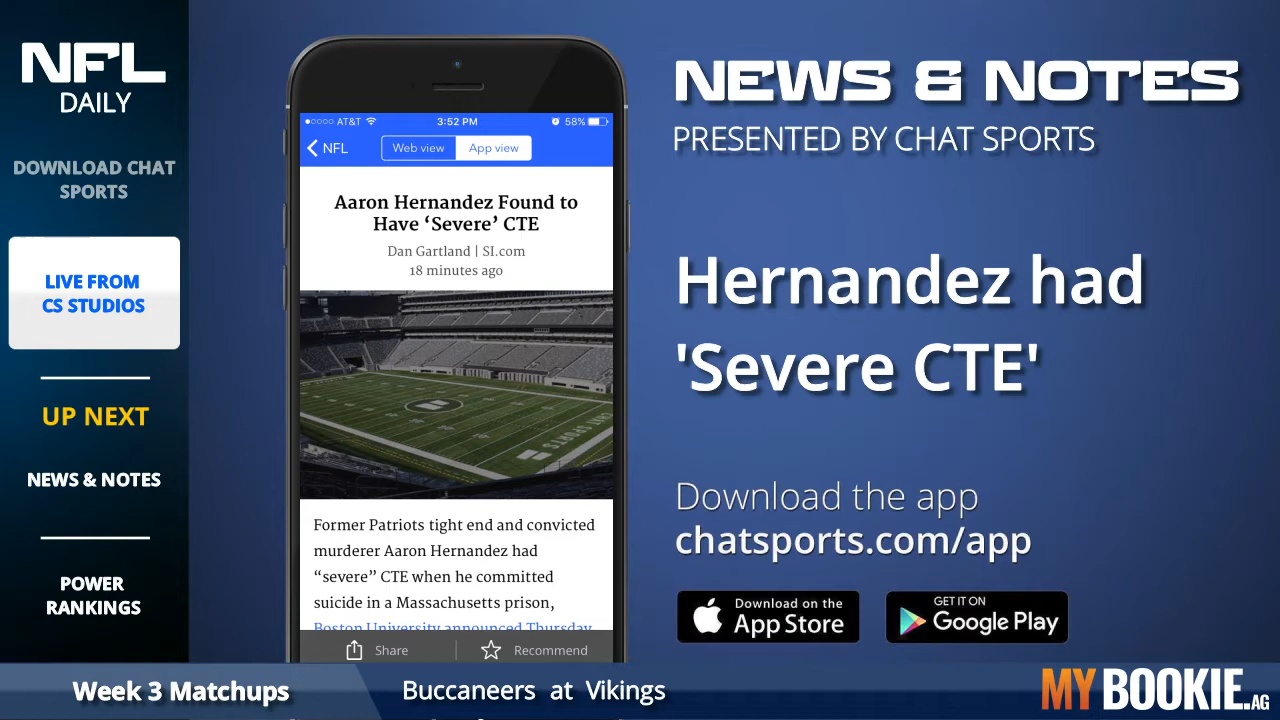 NFL
DAILY
DOWNLOAD CHAT
SPORTS
LIVE FROM
CS STUDIOS
UP NEXT
NEWS & NOTES
POWER
RANKINGS
AT&T
3:52 PM
58%
NFL
Web view
App view
Aaron Hernandez Found to
Have ‘Severe’ CTE
Dan Gartland | SI.com
18 minutes ago
CHAT SPORTS
Former Patriots tight end and convicted
murderer Aaron Hernandez had
“severe” CTE when he committed
suicide in a Massachusetts prison,
Boston University announced Thursday
Share
Recommend
NEWS & NOTES
PRESENTED BY CHAT SPORTS
Hernandez had
'Severe CTE'
Download the app
chatsports.com/app
Download on the
App Store
GET IT ON
Google Play
Week 3 Matchups
Buccaneers at Vikings
MYBOOKIE.AG